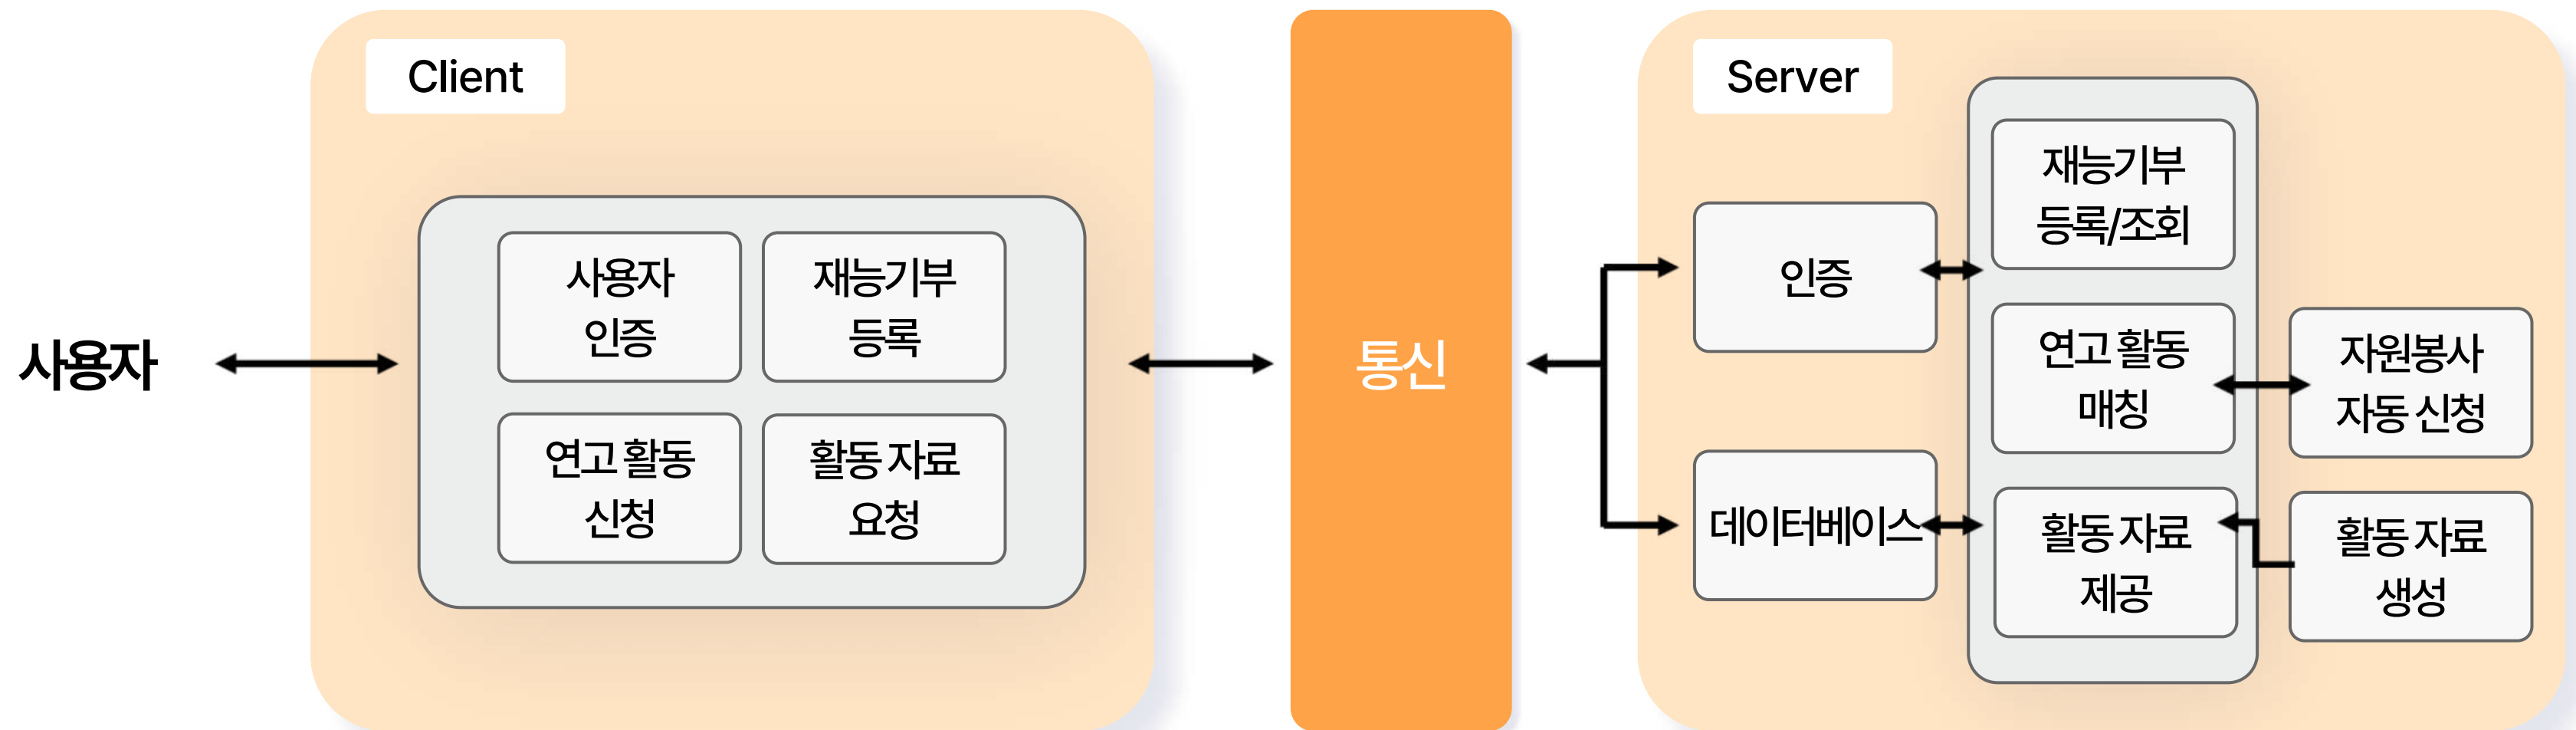 사용자
Client
사용자
인증
재능기부
등록
연고 활동
신청
활동 자료
요청
통신
Server
인증
데이터베이스
재능기부
등록/조회
연고 활동
매칭
활동 자료
제공
자원봉사
자동 신청
활동 자료
생성